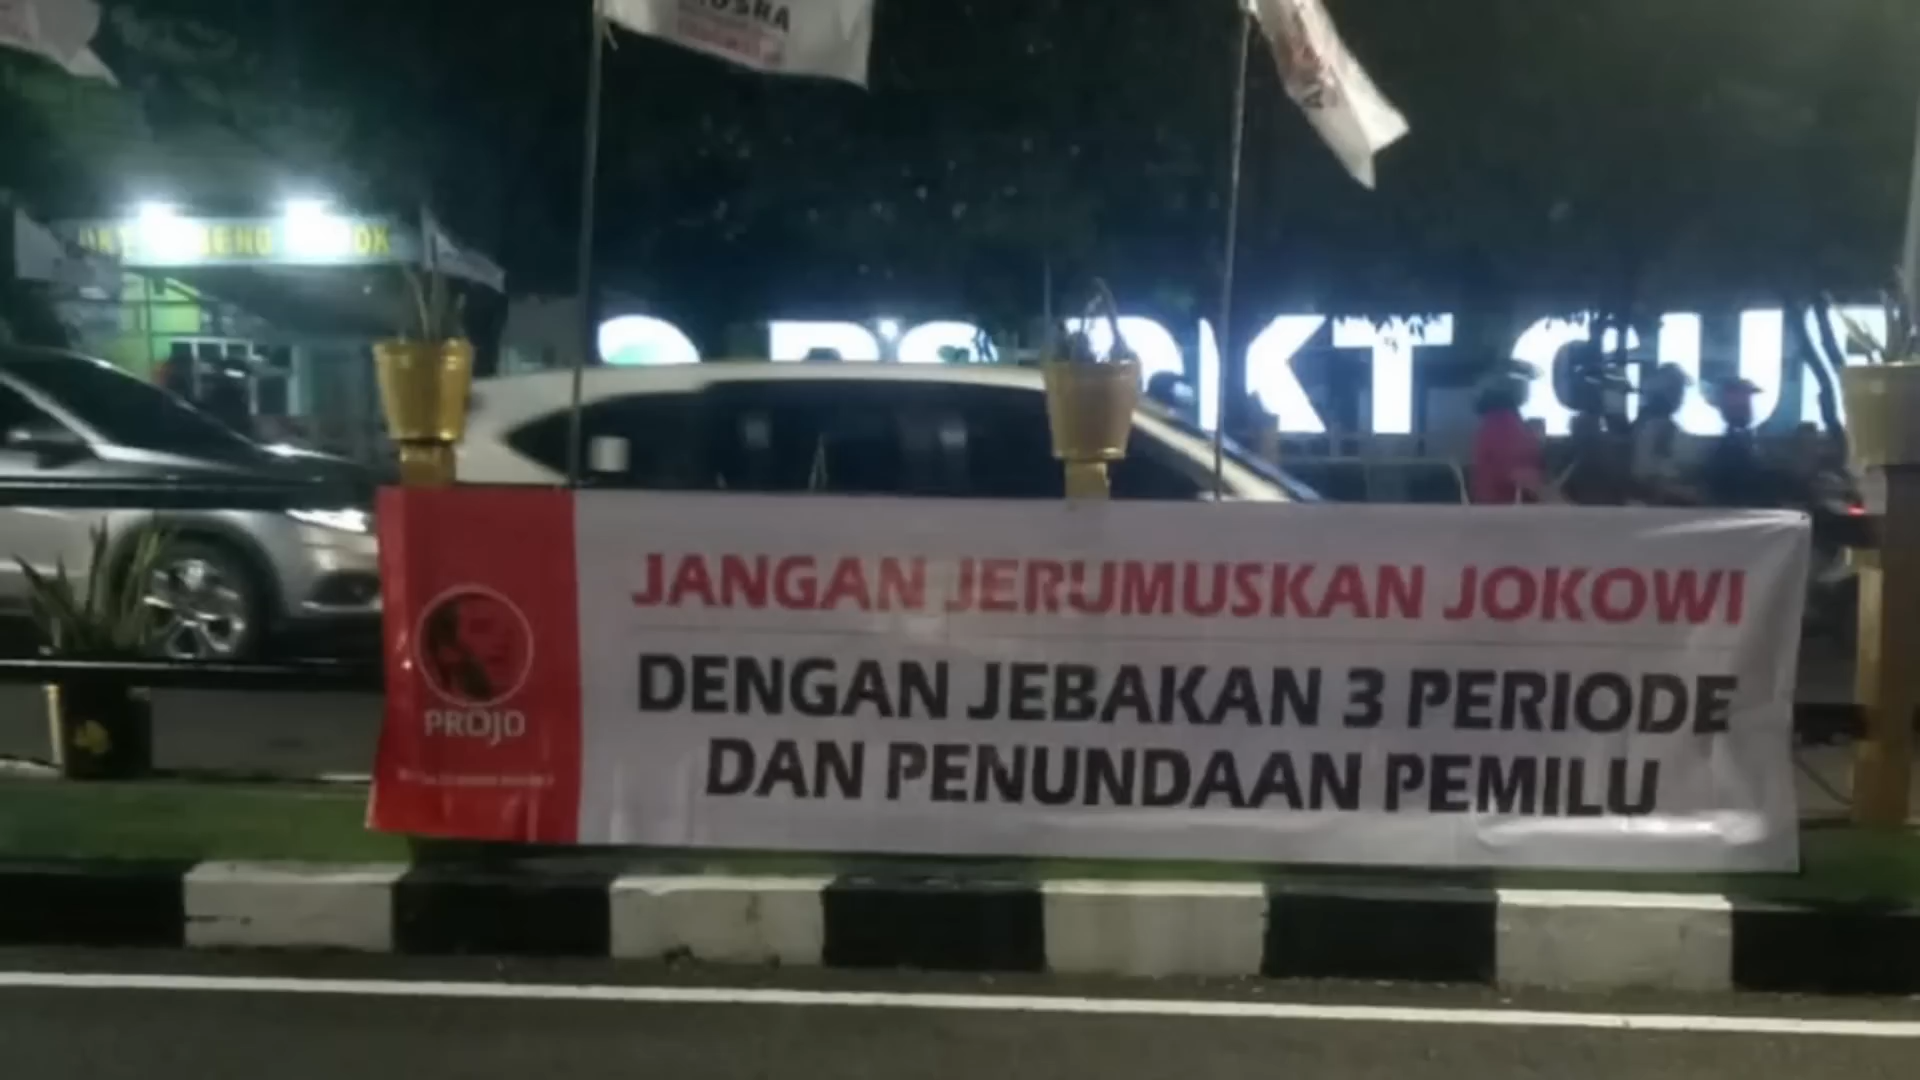 JANGAN JERUMUSKAN JOKOWI
DENGAN JEBAKAN 3 PERIODE
DAN PENUNDAAN PEMILU
PROJO